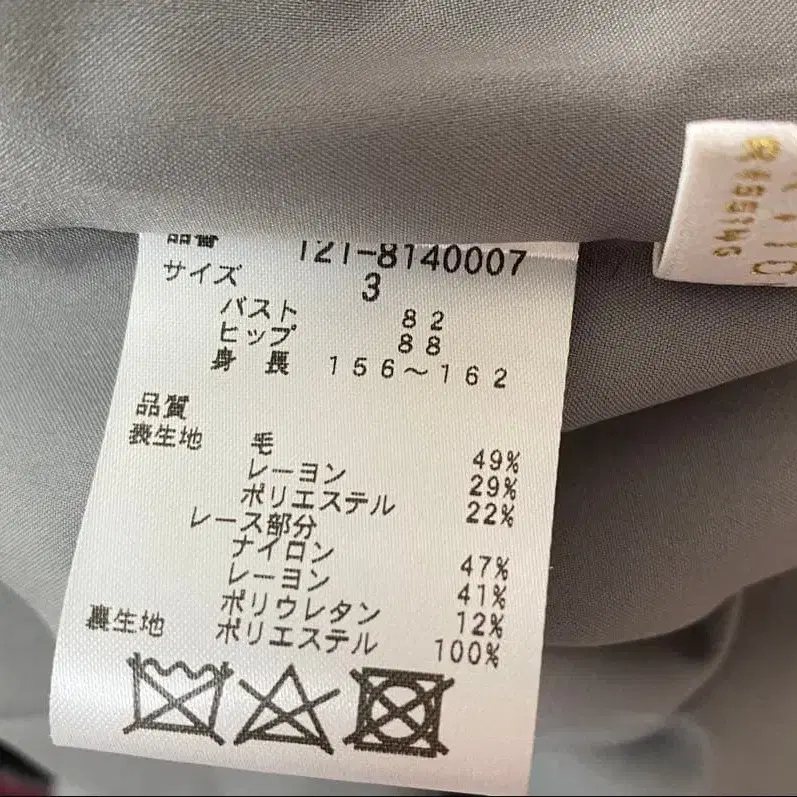 品番 121-8140007
サイズ 3
バスト 82
ヒップ 88
身長 156～162
品質
表生地 毛 49%
レーヨン 29%
ポリエステル 22%
レース部分
ナイロン 47%
レーヨン 41%
ポリウレタン 12%
裏生地 ポリエステル 100%